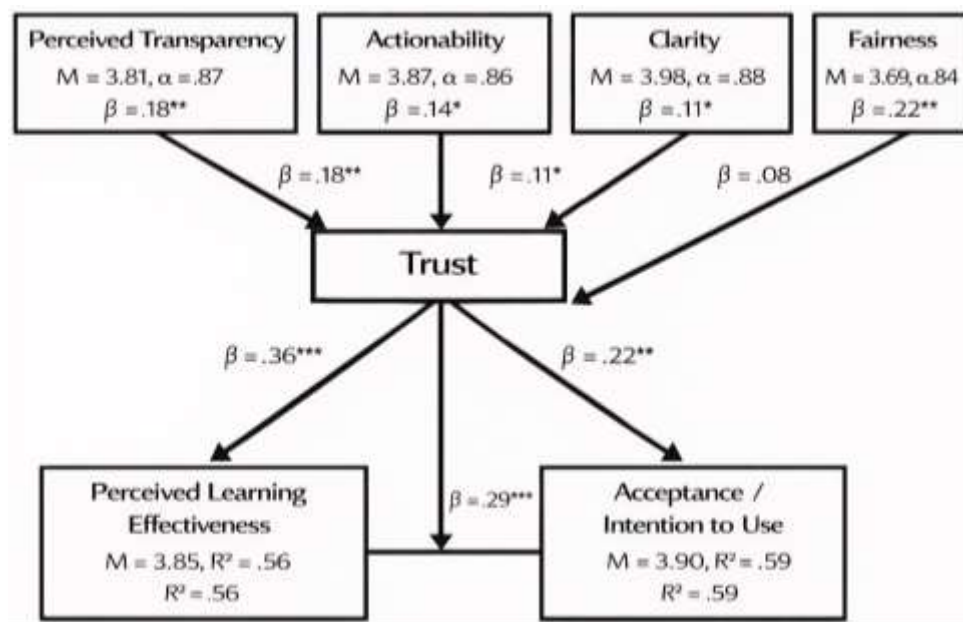 Perceived Transparency
M = 3.81, α = .87
β = .18**
Actionability
M = 3.87, α = .86
β = .14*
Clarity
M = 3.98, α = .88
β = .11*
Fairness
M = 3.69, α.84
β = .22**
β = .18**
β = .11*
β = .08
Trust
β = .36***
β = .22**
β = .29***
Perceived Learning
Effectiveness
M = 3.85, R² = .56
R² = .56
Acceptance /
Intention to Use
M = 3.90, R² = .59
R² = .59